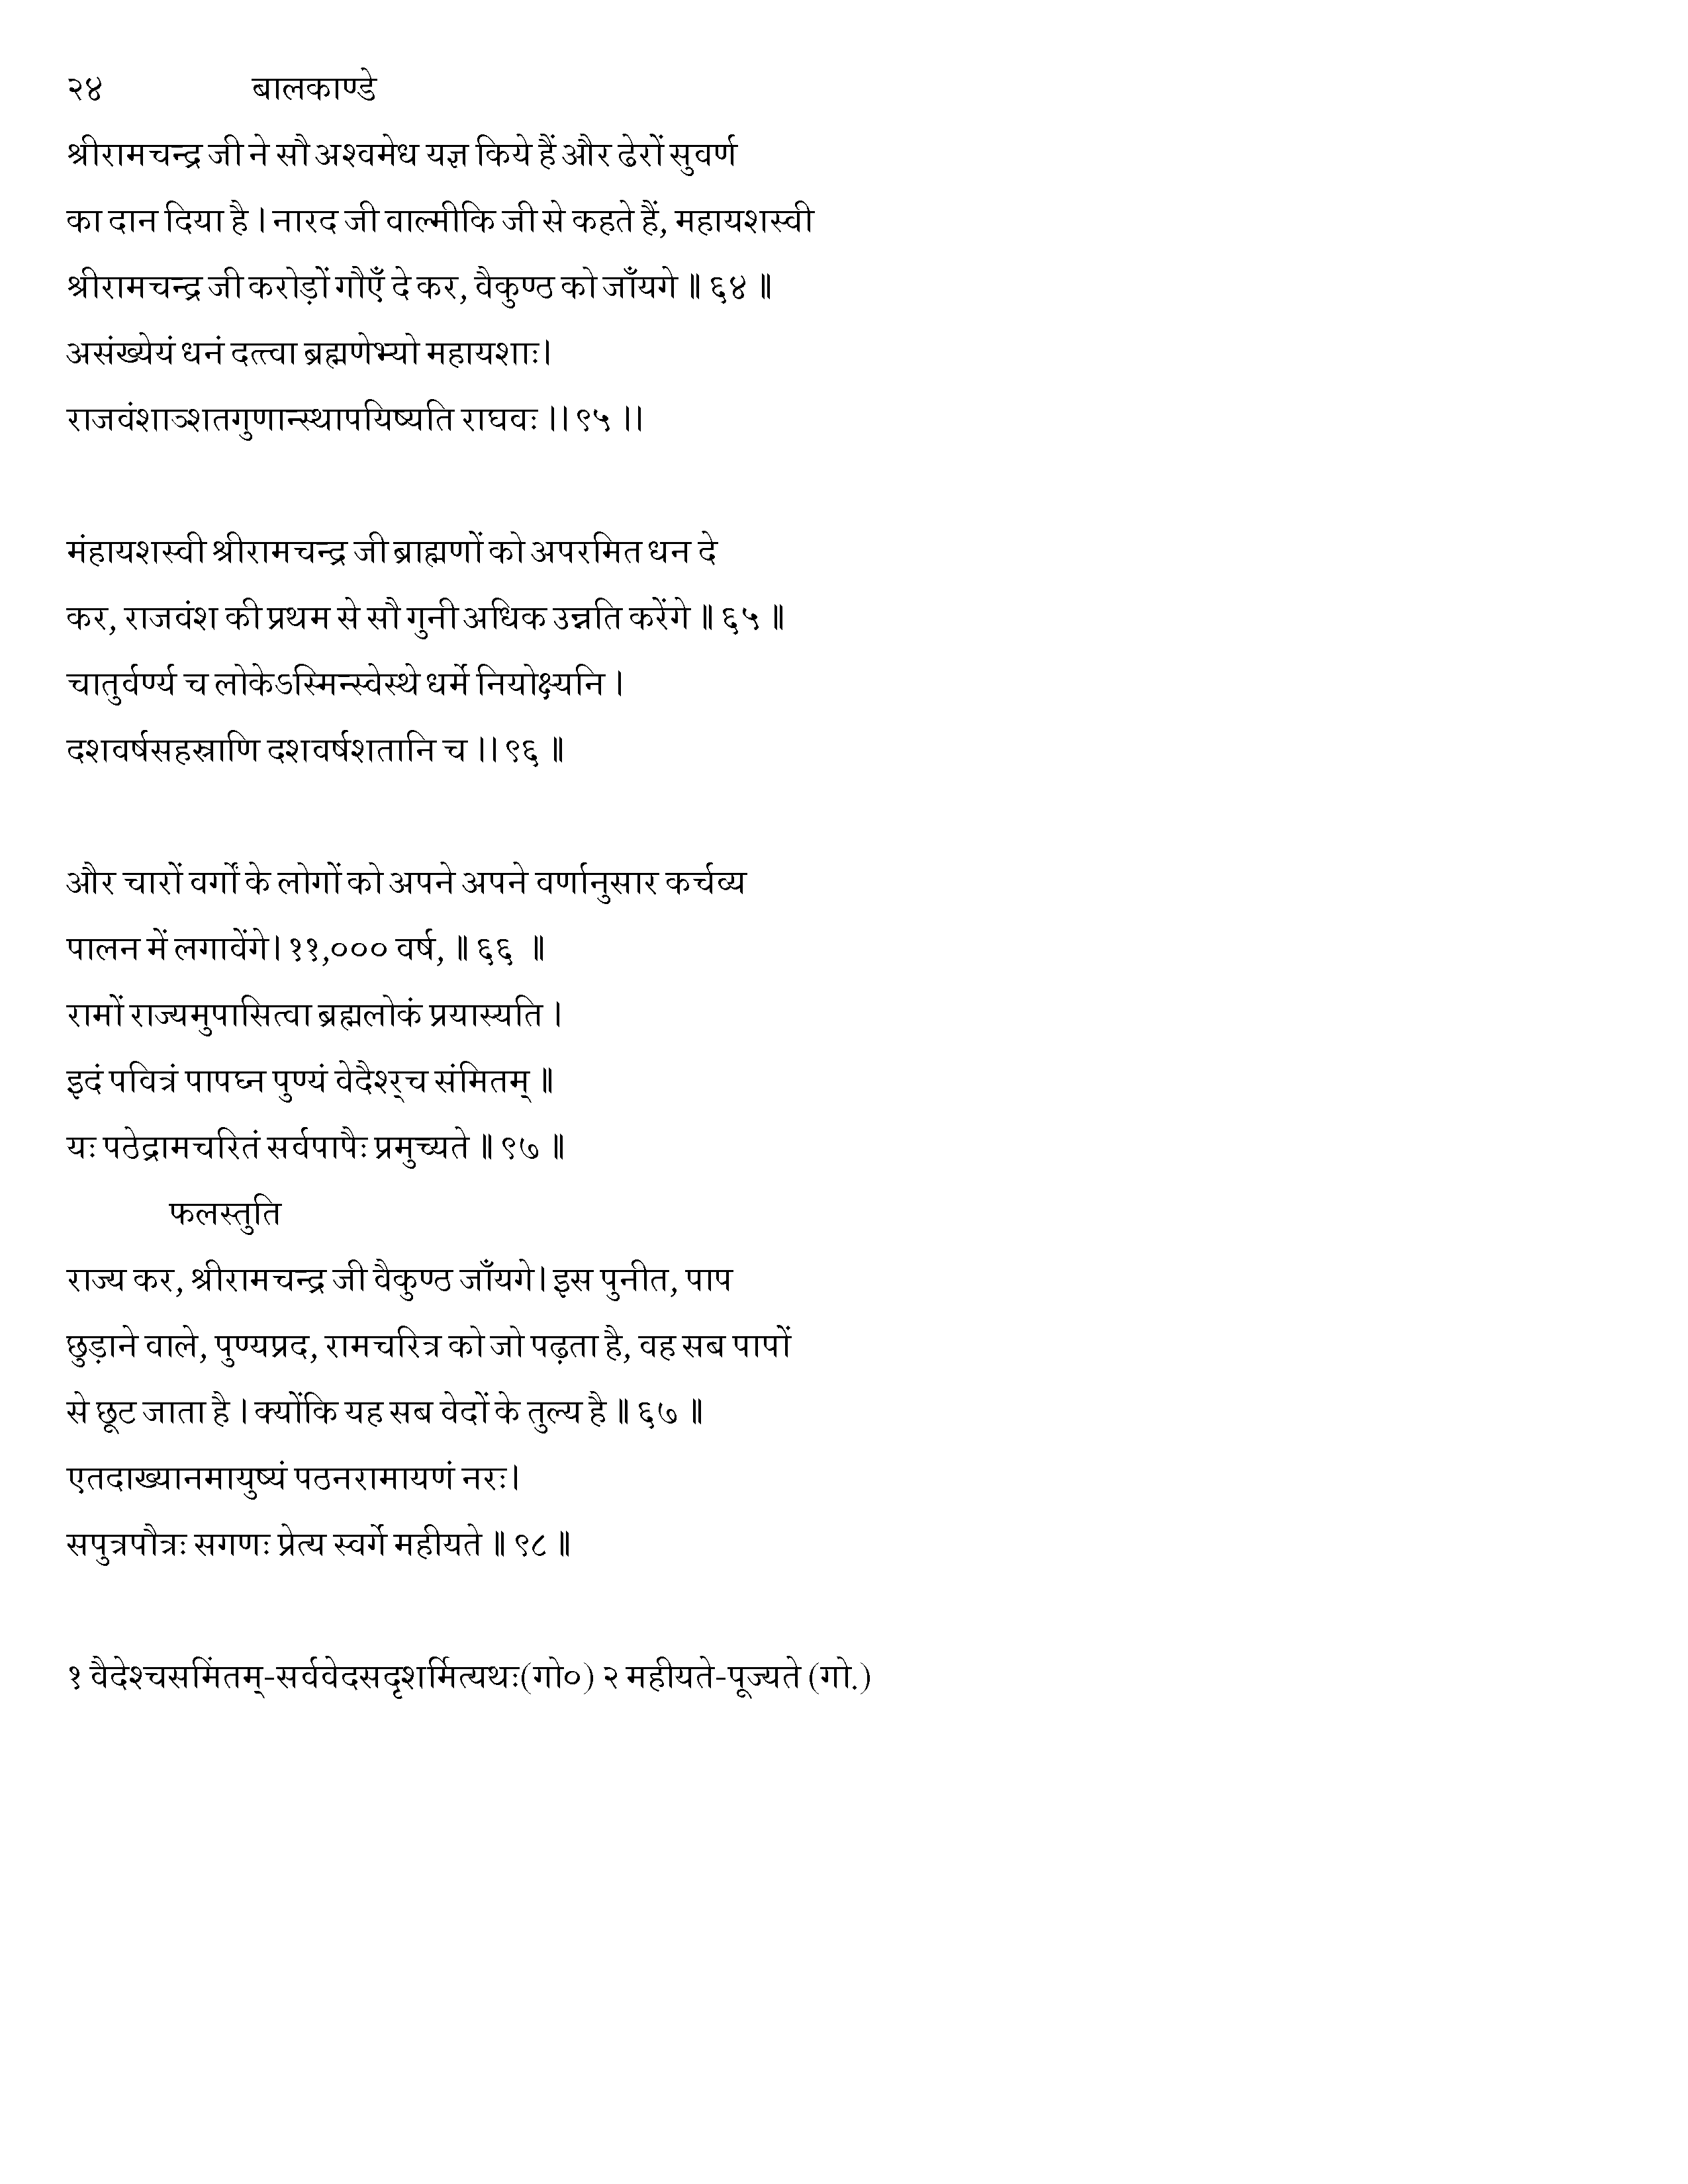 २४ बालकाण्डे
श्रीरामचन्द्र जी ने सौ अश्वमेध यज्ञ किये हैं और ढेरों सुवर्ण
का दान दिया है । नारद जी वाल्मीकि जी से कहते हैं, महायशस्वी
श्रीरामचन्द्र जी करोड़ों गौएँ दे कर, वैकुण्ठ को जाँयगे ॥ ६४ ॥
असंख्येयं धनं दत्त्वा ब्रह्मणेभ्यो महायशाः।
राजवंशाञ्शतगुणान्स्थापयिष्यति राघवः ।। ९५ ।।
मंहायशस्वी श्रीरामचन्द्र जी ब्राह्मणों को अपरमित धन दे
कर, राजवंश की प्रथम से सौ गुनी अधिक उन्नति करेंगे ॥ ६५ ॥
चातुर्वर्ण्य च लोकेऽस्मिन्स्वेस्थे धर्मे नियोक्ष्यनि ।
दशवर्षसहस्राणि दशवर्षशतानि च ।। ९६ ॥
और चारों वर्गों के लोगों को अपने अपने वर्णानुसार कर्चव्य
पालन में लगावेंगे। ११,००० वर्ष, ॥ ६६ ॥
रामों राज्यमुपासित्वा ब्रह्मलोकं प्रयास्यति ।
इदं पवित्रं पापघ्न पुण्यं वेदैश्र्च संमितम् ॥
यः पठेद्रामचरितं सर्वपापैः प्रमुच्यते ॥ ९७ ॥
फलस्तुति
राज्य कर, श्रीरामचन्द्र जी वैकुण्ठ जाँयगे। इस पुनीत, पाप
छुड़ाने वाले, पुण्यप्रद, रामचरित्र को जो पढ़ता है, वह सब पापों
से छूट जाता है । क्योंकि यह सब वेदों के तुल्य है ॥ ६७ ॥
एतदाख्यानमायुष्यं पठनरामायणं नरः।
सपुत्रपौत्रः सगणः प्रेत्य स्वर्गे महीयते ॥ ९८ ॥
१ वैदेश्चसमिंतम्-सर्ववेदसदृशर्मित्यथः(गो०) २ महीयते-पूज्यते (गो.)